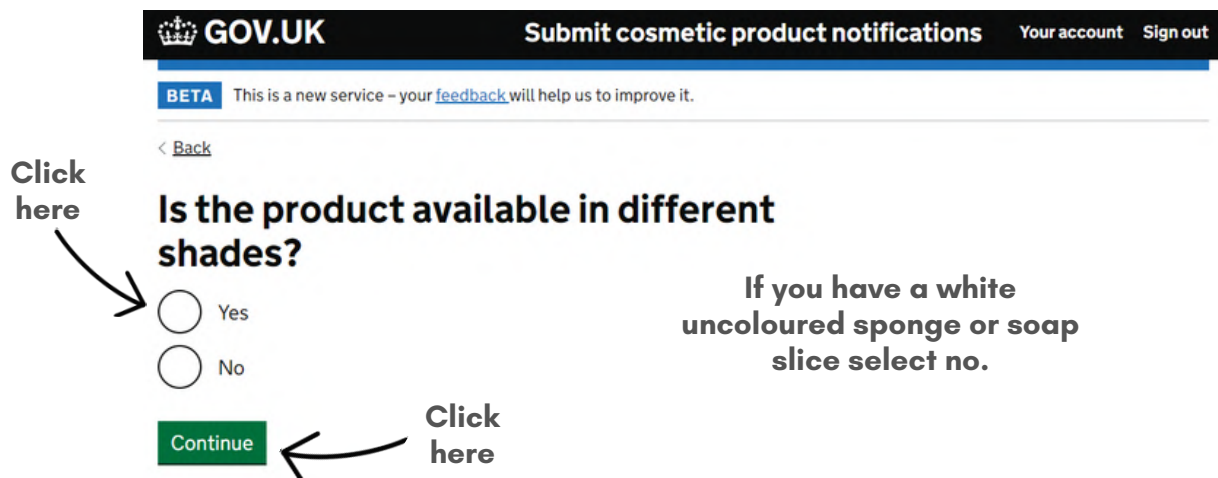 GOV.UK
Submit cosmetic product notifications
Your account Sign out
BETA This is a new service – your feedback will help us to improve it.
< Back
Click
here
Is the product available in different
shades?
Yes
No
If you have a white
uncoloured sponge or soap
slice select no.
Continue
Click
here